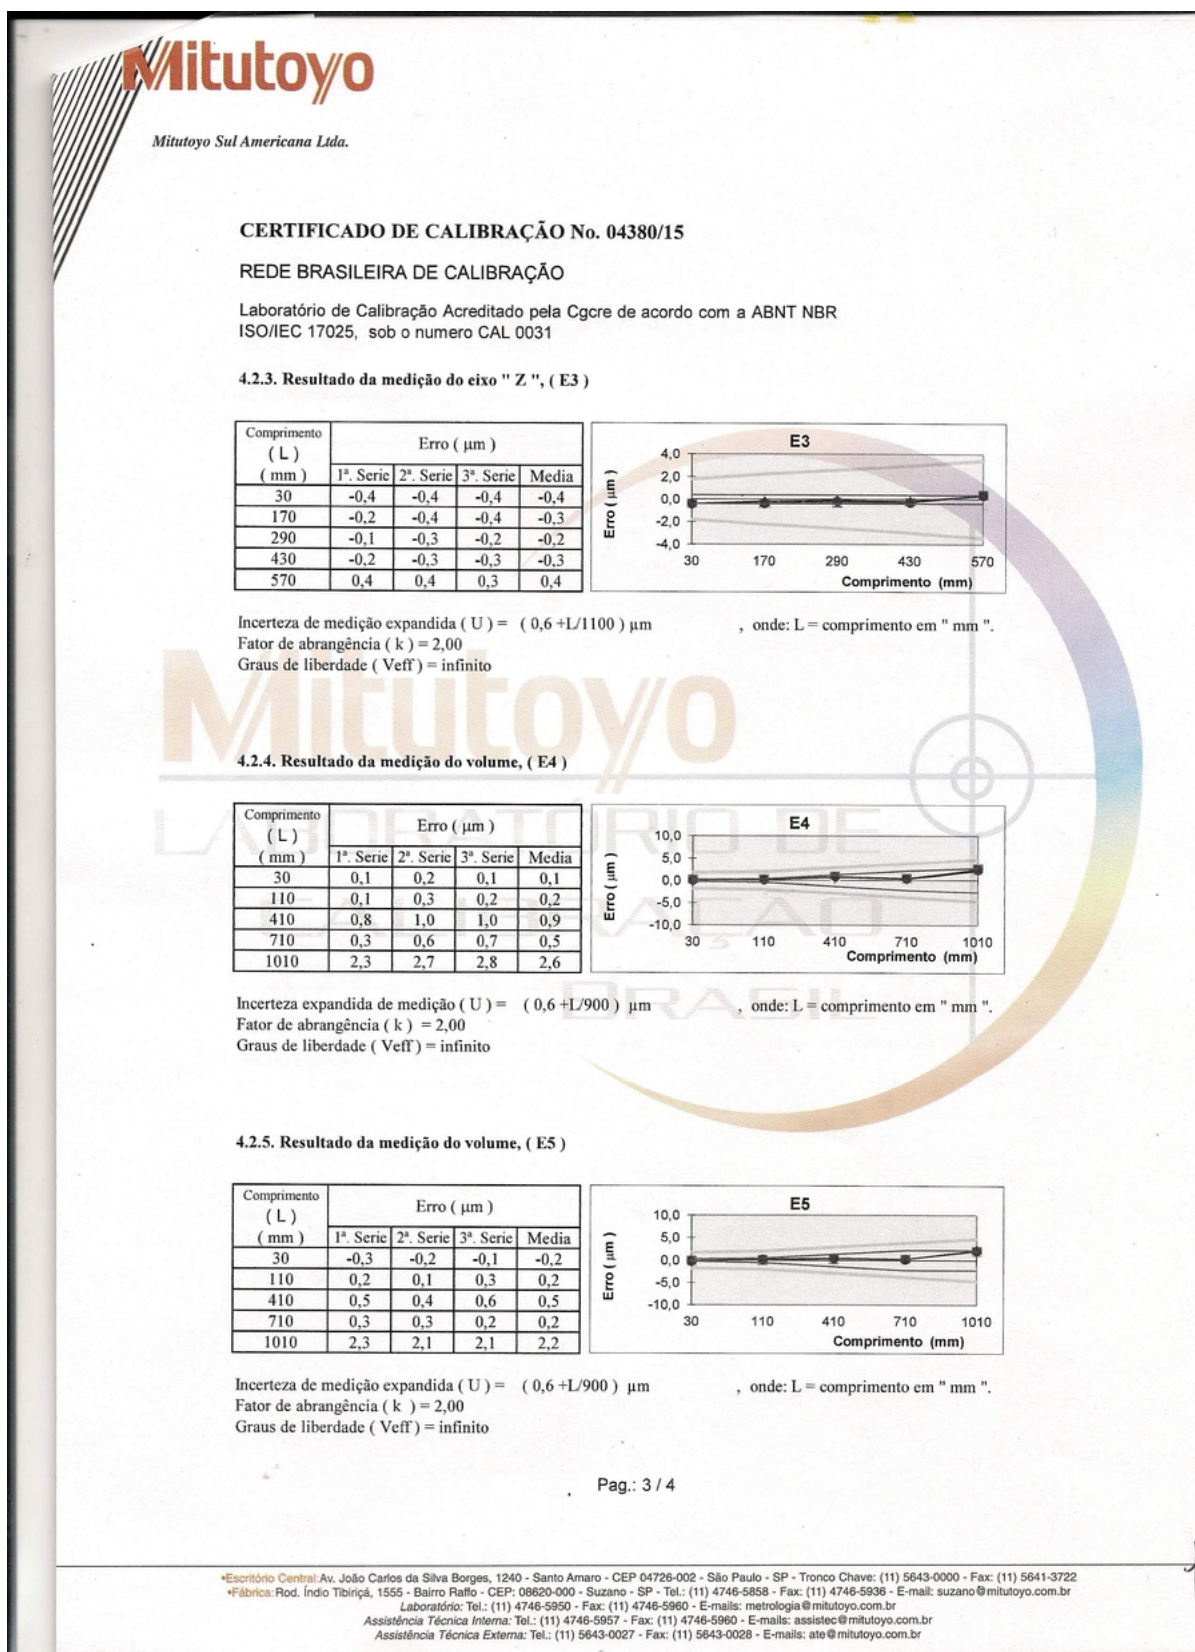 Mitutoyo
Mitutoyo Sul Americana Ltda.
CERTIFICADO DE CALIBRAÇÃO No. 04380/15
REDE BRASILEIRA DE CALIBRAÇÃO
Laboratório de Calibração Acreditado pela Cgcre de acordo com a ABNT NBR
ISO/IEC 17025, sob o numero CAL 0031
4.2.3. Resultado da medição do eixo " Z ", ( E3 )
Comprimento
( L )
( mm )
Erro ( µm )
1ª. Serie 2ª. Serie 3ª. Serie Media
30 -0,4 -0,4 -0,4 -0,4
170 -0,2 -0,4 -0,4 -0,3
290 -0,1 -0,3 -0,2 -0,2
430 -0,2 -0,3 -0,3 -0,3
570 0,4 0,4 0,3 0,4
E3
Erro ( µm )
4,0
2,0
0,0
-2,0
-4,0
30 170 290 430 570
Comprimento (mm)
Incerteza de medição expandida ( U ) = ( 0,6 +L/1100 ) µm , onde: L = comprimento em " mm ".
Fator de abrangência ( k ) = 2,00
Graus de liberdade ( Veff ) = infinito
Mitutoyo
LABORATÓRIO DE
CALIBRAÇÃO
BRASIL
4.2.4. Resultado da medição do volume, ( E4 )
Comprimento
( L )
( mm )
Erro ( µm )
1ª. Serie 2ª. Serie 3ª. Serie Media
30 0,1 0,2 0,1 0,1
110 0,1 0,3 0,2 0,2
410 0,8 1,0 1,0 0,9
710 0,3 0,6 0,7 0,5
1010 2,3 2,7 2,8 2,6
E4
Erro ( µm )
10,0
5,0
0,0
-5,0
-10,0
30 110 410 710 1010
Comprimento (mm)
Incerteza expandida de medição ( U ) = ( 0,6 +L/900 ) µm , onde: L = comprimento em " mm ".
Fator de abrangência ( k ) = 2,00
Graus de liberdade ( Veff ) = infinito
4.2.5. Resultado da medição do volume, ( E5 )
Comprimento
( L )
( mm )
Erro ( µm )
1ª. Serie 2ª. Serie 3ª. Serie Media
30 -0,3 -0,2 -0,1 -0,2
110 0,2 0,1 0,3 0,2
410 0,5 0,4 0,6 0,5
710 0,3 0,3 0,2 0,2
1010 2,3 2,1 2,1 2,2
E5
Erro ( µm )
10,0
5,0
0,0
-5,0
-10,0
30 110 410 710 1010
Comprimento (mm)
Incerteza de medição expandida ( U ) = ( 0,6 +L/900 ) µm , onde: L = comprimento em " mm ".
Fator de abrangência ( k ) = 2,00
Graus de liberdade ( Veff ) = infinito
Pag.: 3 / 4
•Escritório Central:Av. João Carlos da Silva Borges, 1240 - Santo Amaro - CEP 04726-002 - São Paulo - SP - Tronco Chave: (11) 5643-0000 - Fax: (11) 5641-3722
•Fábrica:Rod. Índio Tibiriçá, 1555 - Bairro Raffo - CEP: 08620-000 - Suzano - SP - Tel.: (11) 4746-5858 - Fax: (11) 4746-5936 - E-mail: suzano@mitutoyo.com.br
Laboratório: Tel.: (11) 4746-5950 - Fax: (11) 4746-5960 - E-mails: metrologia@mitutoyo.com.br
Assistência Técnica Interna: Tel.: (11) 4746-5957 - Fax: (11) 4746-5960 - E-mails: assistec@mitutoyo.com.br
Assistência Técnica Externa: Tel.: (11) 5643-0027 - Fax: (11) 5643-0028 - E-mails: ate@mitutoyo.com.br